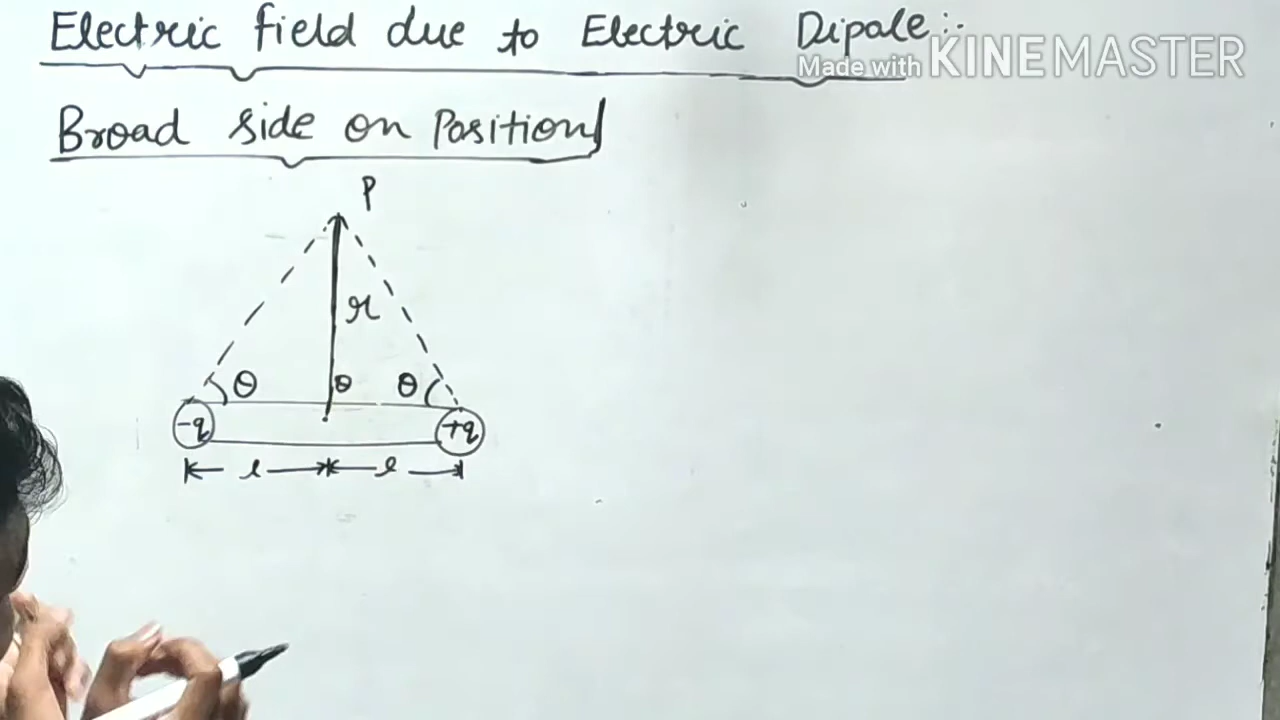 Electric field due to Electric Dipole :-
Made with KINEMASTER
Broad side on Position
P
r
θ θ θ
-q +q
l l